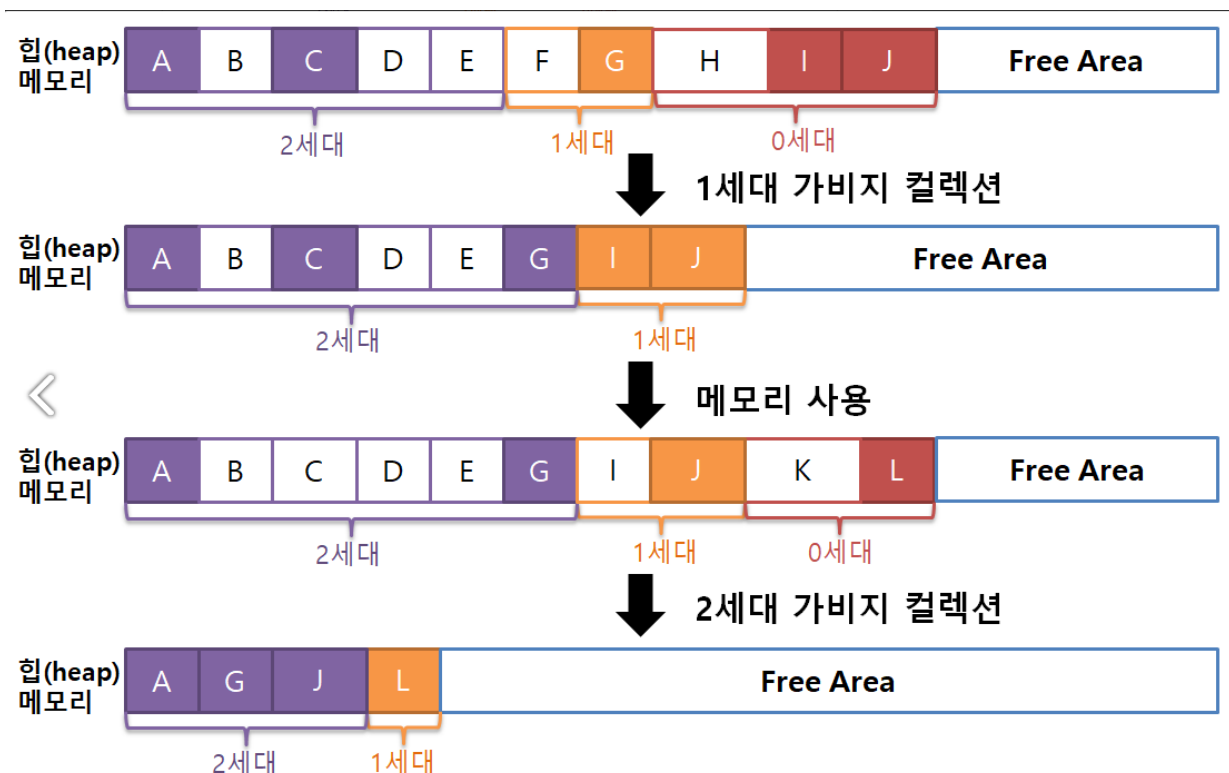 힙(heap)
메모리
A B C D E F G H I J Free Area
2세대 1세대 0세대
1세대 가비지 컬렉션
힙(heap)
메모리
A B C D E G I J Free Area
2세대 1세대
메모리 사용
힙(heap)
메모리
A B C D E G I J K L Free Area
2세대 1세대 0세대
2세대 가비지 컬렉션
힙(heap)
메모리
A G J L Free Area
2세대 1세대